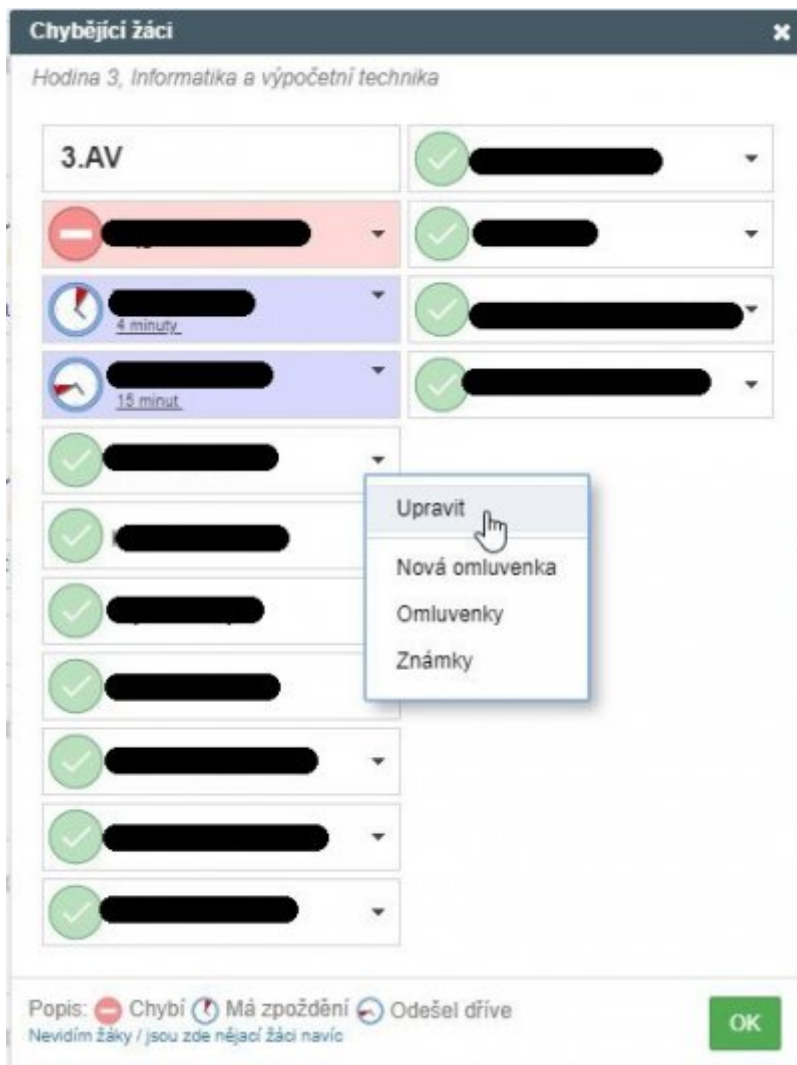 Chybějící žáci
Hodina 3, Informatika a výpočetní technika
3.AV
4 minuty
15 minut
Upravit
Nová omluvenka
Omluvenky
Známky
Popis: Chybí Má zpoždění Odešel dříve
Nevidím žáky / jsou zde nějací žáci navíc
OK